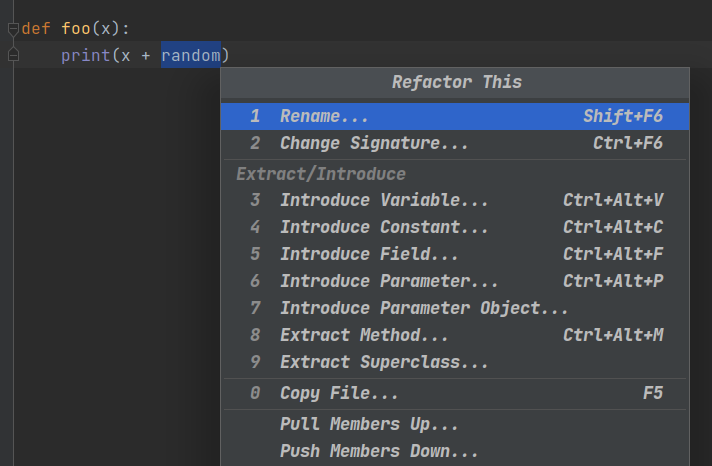 def foo(x):
print(x + random)
Refactor This
1 Rename... Shift+F6
2 Change Signature... Ctrl+F6
Extract/Introduce
3 Introduce Variable... Ctrl+Alt+V
4 Introduce Constant... Ctrl+Alt+C
5 Introduce Field... Ctrl+Alt+F
6 Introduce Parameter... Ctrl+Alt+P
7 Introduce Parameter Object...
8 Extract Method... Ctrl+Alt+M
9 Extract Superclass...
0 Copy File... F5
Pull Members Up...
Push Members Down...